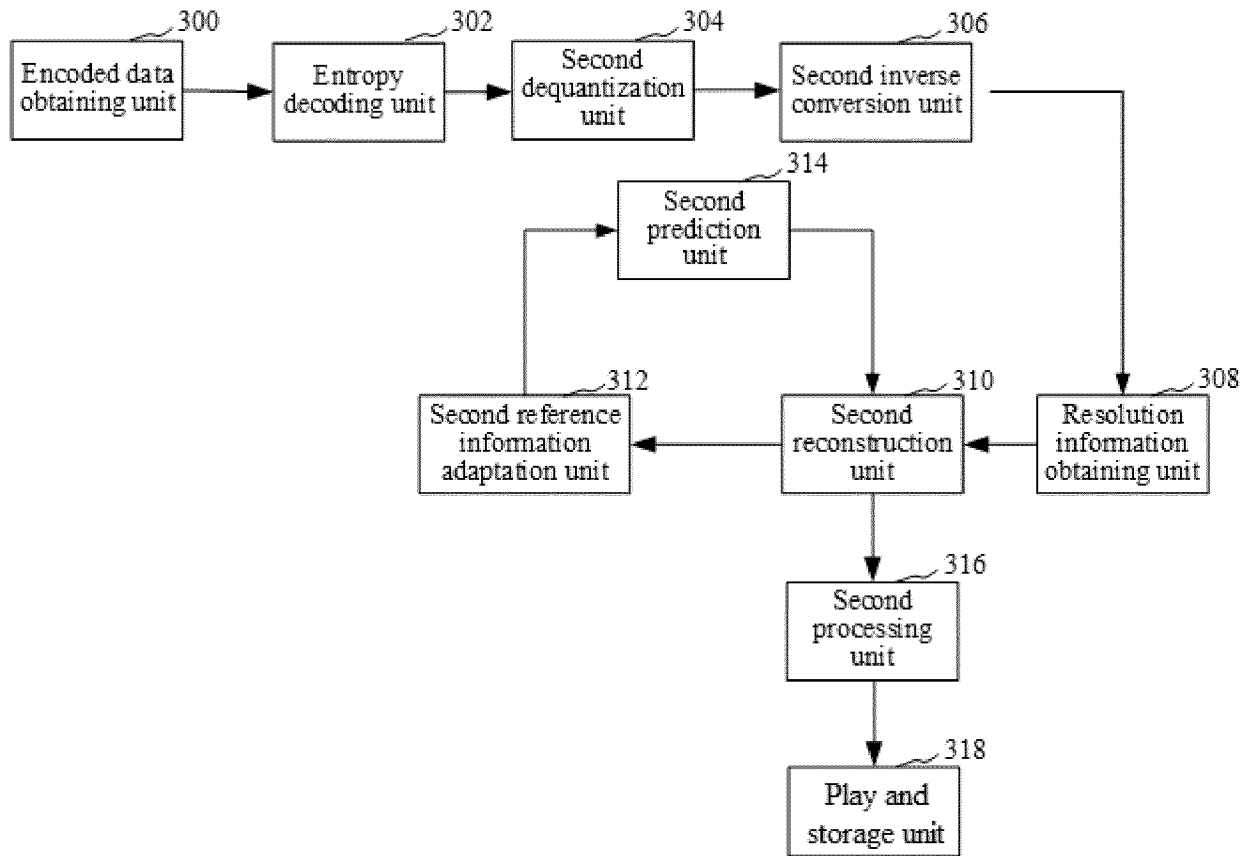 300
302
304
306
Encoded data
obtaining unit
Entropy
decoding unit
Second
dequantization
unit
Second inverse
conversion unit
314
Second
prediction
unit
312
310
308
Second reference
information
adaptation unit
Second
reconstruction
unit
Resolution
information
obtaining unit
316
Second
processing
unit
318
Play and
storage unit